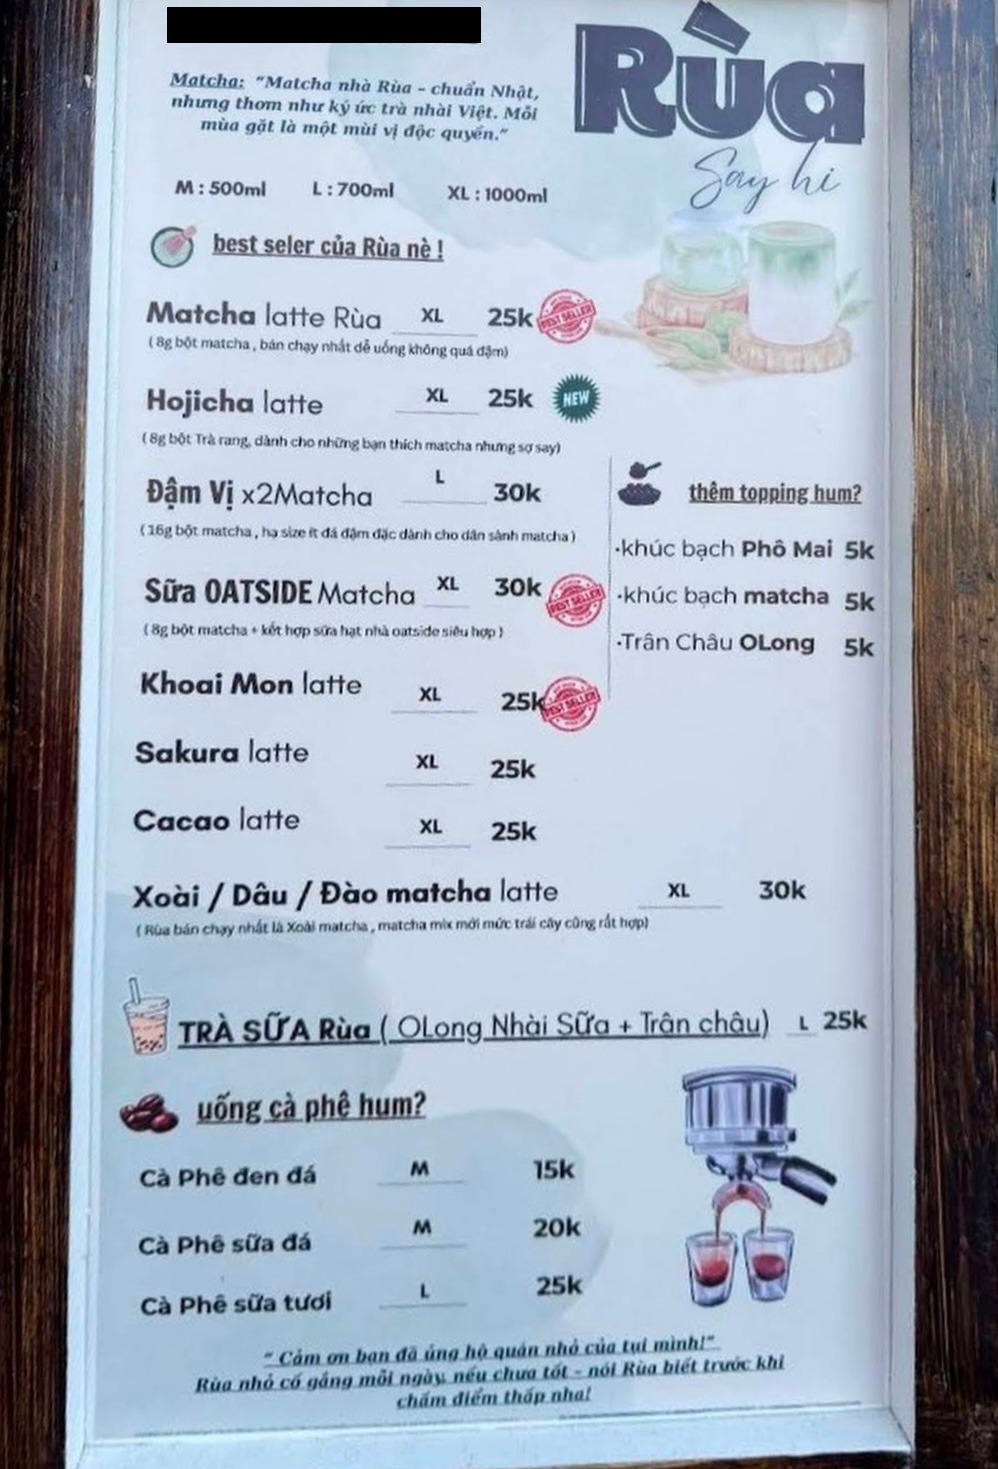 Rùa
Say hi
Matcha: "Matcha nhà Rùa - chuẩn Nhật,
nhưng thơm như ký ức trà nhài Việt. Mỗi
mùa gặt là một mùi vị độc quyền."
M : 500ml L : 700ml XL : 1000ml
best seler của Rùa nè !
Matcha latte Rùa XL 25k BEST SELLER
( 8g bột matcha , bán chạy nhất dễ uống không quá đậm)
Hojicha latte XL 25k NEW
( 8g bột Trà rang, dành cho những bạn thích matcha nhưng sợ say)
Đậm Vị x2Matcha L 30k
( 16g bột matcha , hạ size ít đá đậm đặc dành cho dân sành matcha )
Sữa OATSIDE Matcha XL 30k BEST SELLER
( 8g bột matcha + kết hợp sữa hạt nhà oatside siêu hợp )
Khoai Mon latte XL 25k BEST SELLER
Sakura latte XL 25k
Cacao latte XL 25k
thêm topping hum?
·khúc bạch Phô Mai 5k
·khúc bạch matcha 5k
·Trân Châu OLong 5k
Xoài / Dâu / Đào matcha latte XL 30k
( Rùa bán chạy nhất là Xoài matcha , matcha mix mới mức trái cây cũng rất hợp)
TRÀ SỮA Rùa ( OLong Nhài Sữa + Trân châu) L 25k
uống cà phê hum?
Cà Phê đen đá M 15k
Cà Phê sữa đá M 20k
Cà Phê sữa tươi L 25k
" Cảm ơn bạn đã ủng hộ quán nhỏ của tụi mình!"
Rùa nhỏ cố gắng mỗi ngày, nếu chưa tốt - nói Rùa biết trước khi
chấm điểm thấp nha!